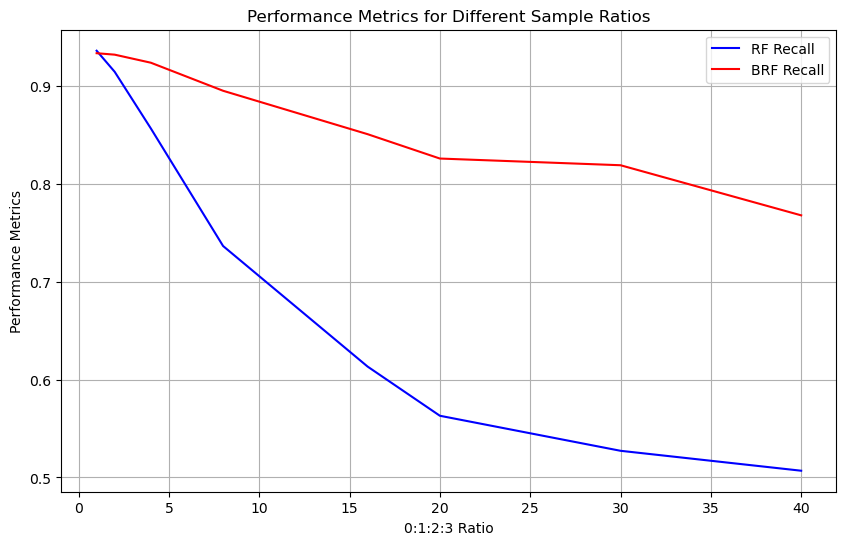 Performance Metrics for Different Sample Ratios
RF Recall
BRF Recall
0.9
0.8
0.7
0.6
0.5
Performance Metrics
0 5 10 15 20 25 30 35 40
0:1:2:3 Ratio